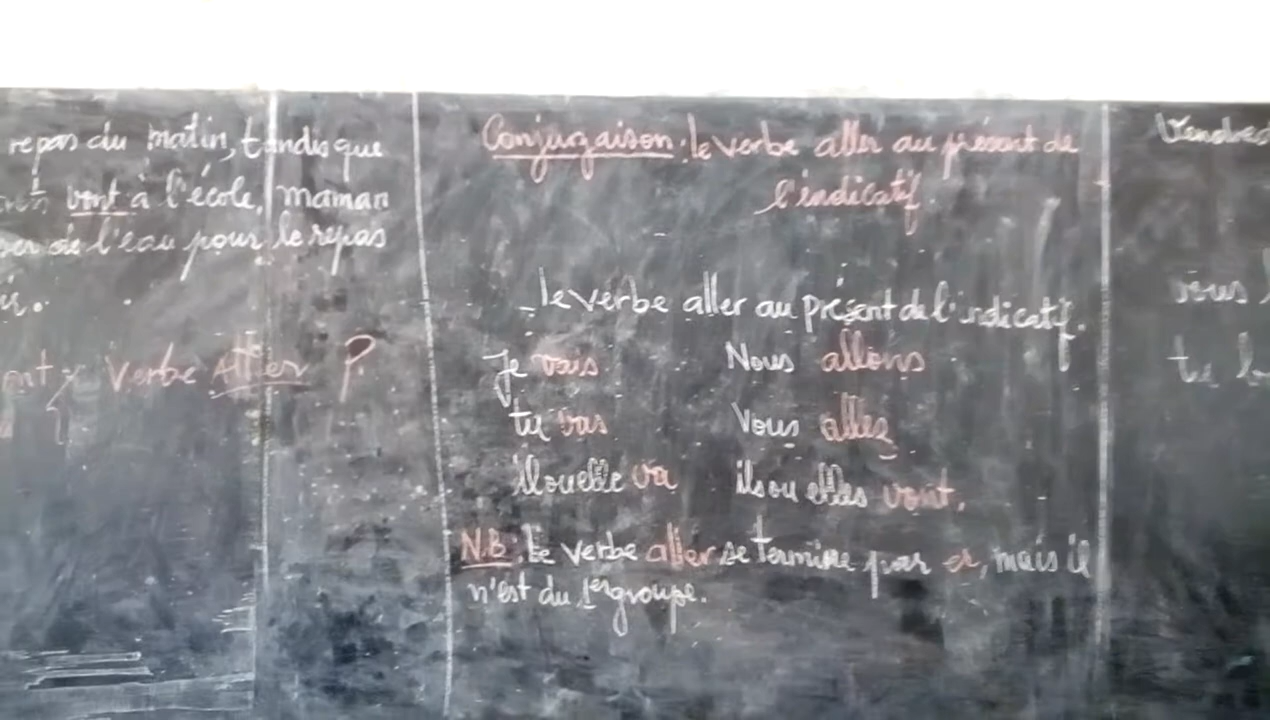 repas du matin, tandis que
vont à l'école, maman
de l'eau pour le repas
Verbe Aller P.
Conjugaison : le verbe aller au présent de
l'indicatif.
le verbe aller au présent de l'indicatif.
Je vais Nous allons
tu vas Vous allez
il ou elle va ils ou elles vont.
N.B : Le verbe aller se termine par er, mais il
n'est du 1er groupe.
vous
tu